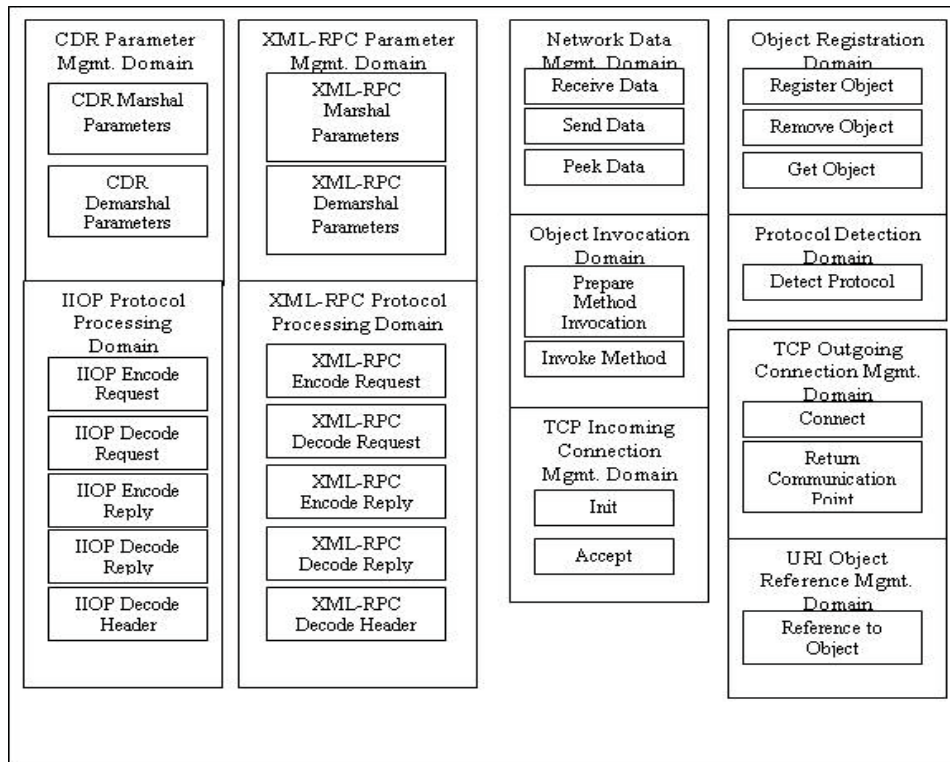 CDR Parameter
Mgmt. Domain
CDR Marshal
Parameters
CDR
Demarshal
Parameters
IIOP Protocol
Processing
Domain
IIOP Encode
Request
IIOP Decode
Request
IIOP Encode
Reply
IIOP Decode
Reply
IIOP Decode
Header
XML-RPC Parameter
Mgmt. Domain
XML-RPC
Marshal
Parameters
XML-RPC
Demarshal
Parameters
XML-RPC Protocol
Processing Domain
XML-RPC
Encode Request
XML-RPC
Decode Request
XML-RPC
Encode Reply
XML-RPC
Decode Reply
XML-RPC
Decode Header
Network Data
Mgmt. Domain
Receive Data
Send Data
Peek Data
Object Invocation
Domain
Prepare
Method
Invocation
Invoke Method
TCP Incoming
Connection
Mgmt. Domain
Init
Accept
Object Registration
Domain
Register Object
Remove Object
Get Object
Protocol Detection
Domain
Detect Protocol
TCP Outgoing
Connection Mgmt.
Domain
Connect
Return
Communication
Point
URI Object
Reference Mgmt.
Domain
Reference to
Object